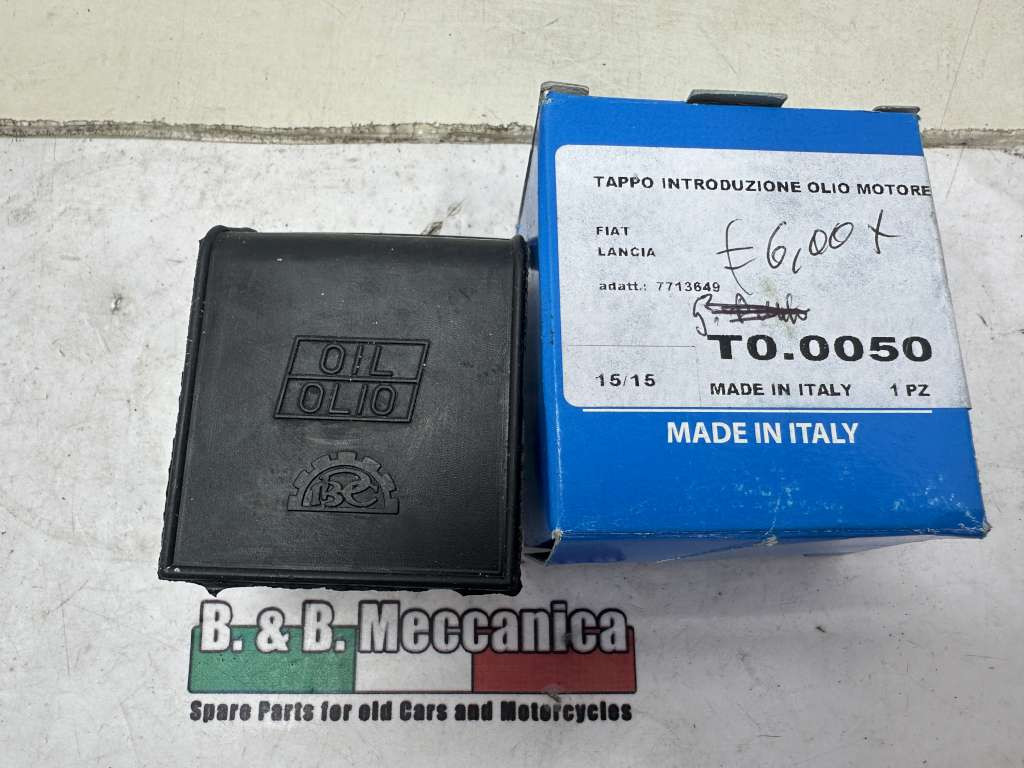 TAPPO INTRODUZIONE OLIO MOTORE
FIAT
LANCIA
€ 6,00 x
adatt.: 7713649
T0.0050
15/15
MADE IN ITALY
1 PZ
MADE IN ITALY
OIL
OLIO
B. & B. Meccanica
Spare Parts for old Cars and Motorcycles